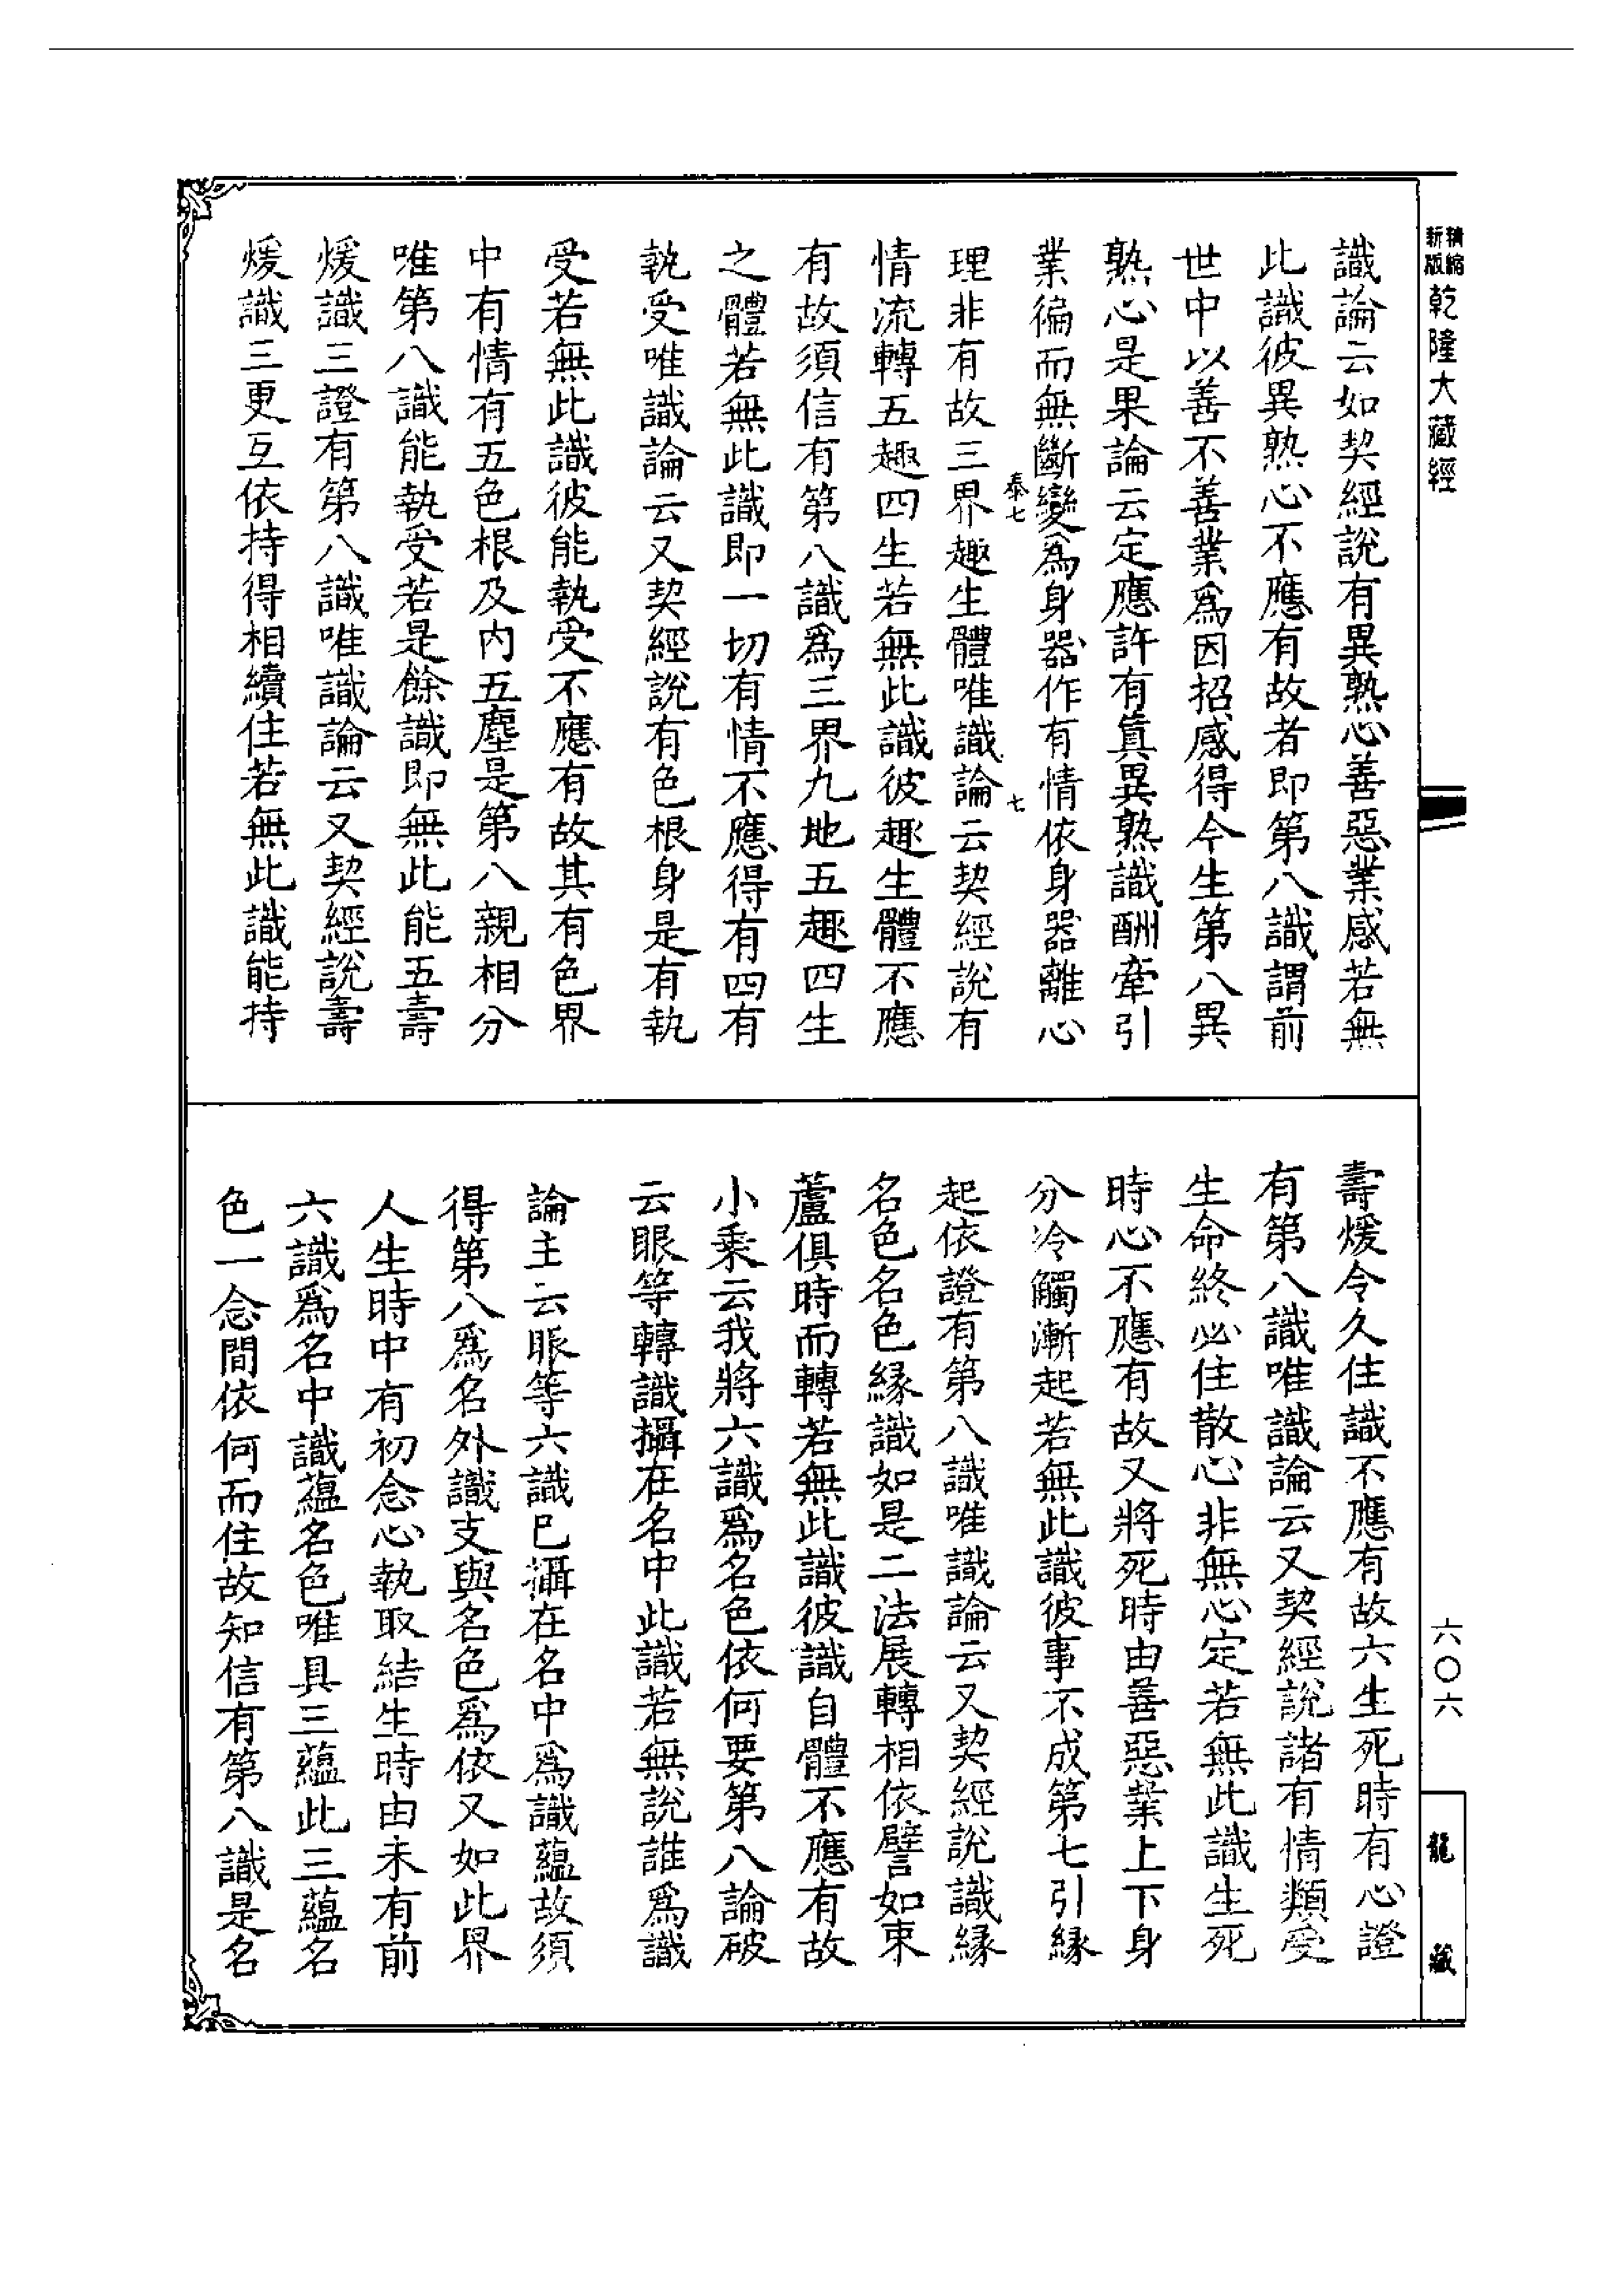 精縮
新版
乾隆大藏經
識論云如契經說有異熟心善惡業感若無
此識彼異熟心不應有故者即第八識謂前
世中以善不善業為因招感得今生第八異
熟心是果論云定應許有真異熟識酬牽引
業徧而無斷變為身器作有情依身器離心
泰七
七
理非有故三界趣生體唯識論云契經說有
情流轉五趣四生若無此識彼趣生體不應
有故須信有第八識為三界九地五趣四生
之體若無此識即一切有情不應得有四有
執受唯識論云又契經說有色根身是有執
受若無此識彼能執受不應有故其有色界
中有情有五色根及內五塵是第八親相分
唯第八識能執受若是餘識即無此能五壽
煖識三證有第八識唯識論云又契經說壽
煖識三更互依持得相續住若無此識能持
壽煖令久住識不應有故六生死時有心證
有第八識唯識論云又契經說諸有情類受
生命終必住散心非無心定若無此識生死
時心不應有故又將死時由善惡業上下身
分冷觸漸起若無此識彼事不成第七引緣
起依證有第八識唯識論云又契經說識緣
名色名色緣識如是二法展轉相依譬如束
蘆俱時而轉若無此識彼識自體不應有故
小乘云我將六識為名色依何要第八論破
云眼等轉識攝在名中此識若無說誰為識
論主云眼等六識已攝在名中為識蘊故須
得第八為名外識支與名色為依又如此界
人生時中有初念心執取結生時由未有前
六識為名中識蘊名色唯具三蘊此三蘊名
色一念間依何而住故知信有第八識是名
六〇六
龍藏